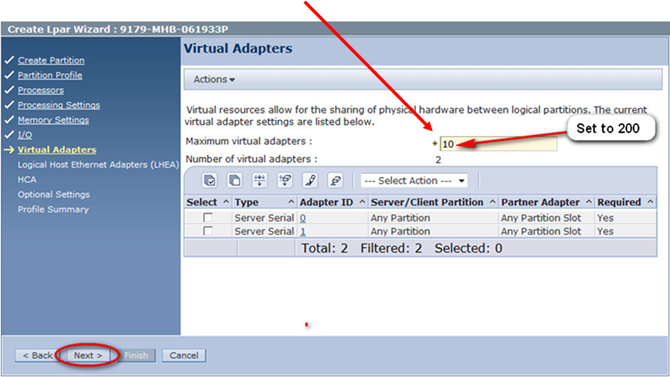 Create Lpar Wizard : 9179-MHB-061933P
Create Partition
Partition Profile
Processors
Processing Settings
Memory Settings
I/O
Virtual Adapters
Logical Host Ethernet Adapters (LHEA)
HCA
Optional Settings
Profile Summary
Virtual Adapters
Actions
Virtual resources allow for the sharing of physical hardware between logical partitions. The current
virtual adapter settings are listed below.
Maximum virtual adapters : * 10
Set to 200
Number of virtual adapters : 2
--- Select Action ---
Select ^ Type ^ Adapter ID ^ Server/Client Partition ^ Partner Adapter ^ Required ^
Server Serial 0 Any Partition Any Partition Slot Yes
Server Serial 1 Any Partition Any Partition Slot Yes
Total: 2 Filtered: 2 Selected: 0
< Back Next > Finish Cancel